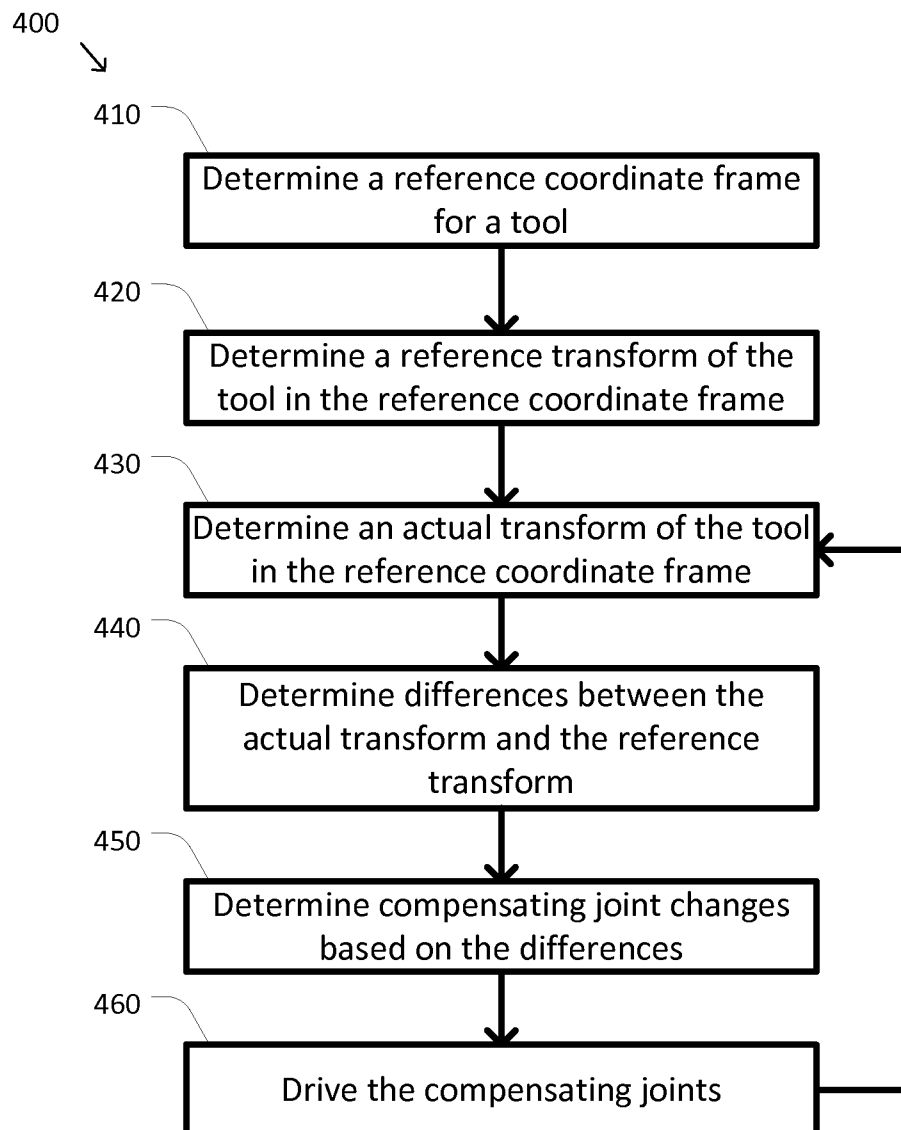 400
410
Determine a reference coordinate frame
for a tool
420
Determine a reference transform of the
tool in the reference coordinate frame
430
Determine an actual transform of the tool
in the reference coordinate frame
440
Determine differences between the
actual transform and the reference
transform
450
Determine compensating joint changes
based on the differences
460
Drive the compensating joints